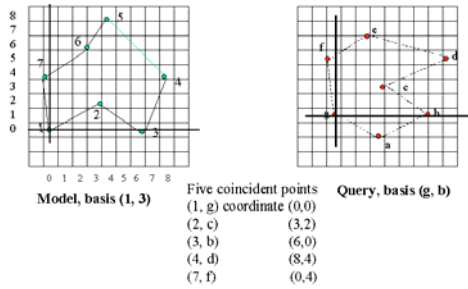 8
7
6
5
4
3
2
1
0
5
6
7
4
2
1
3
0 1 2 3 4 5 6 7 8
Model, basis (1, 3)
e
f
d
c
g
b
a
Query, basis (g, b)
Five coincident points
(1, g) coordinate (0,0)
(2, c) (3,2)
(3, b) (6,0)
(4, d) (8,4)
(7, f) (0,4)